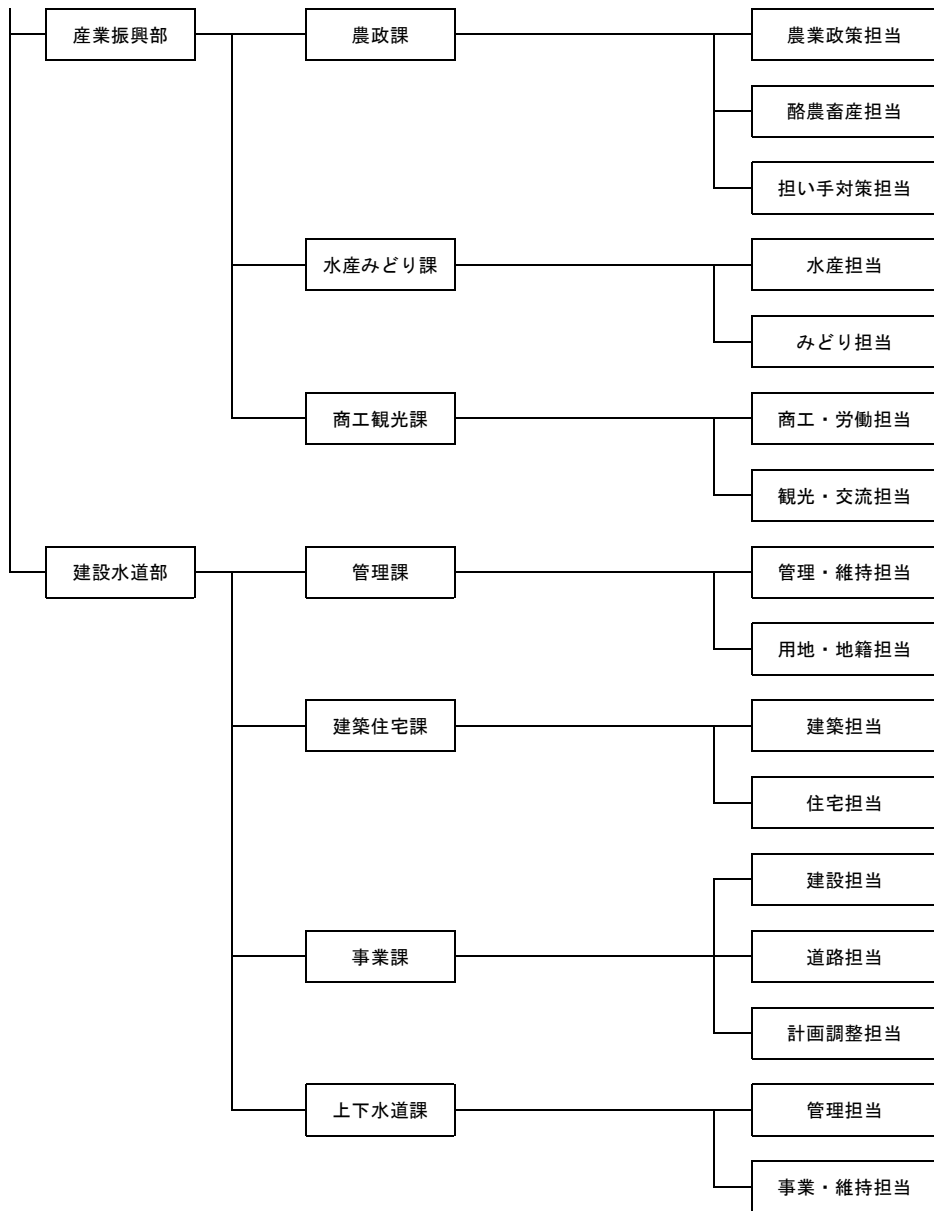 産業振興部
農政課
農業政策担当
酪農畜産担当
担い手対策担当
水産みどり課
水産担当
みどり担当
商工観光課
商工・労働担当
観光・交流担当
建設水道部
管理課
管理・維持担当
用地・地籍担当
建築住宅課
建築担当
住宅担当
事業課
建設担当
道路担当
計画調整担当
上下水道課
管理担当
事業・維持担当